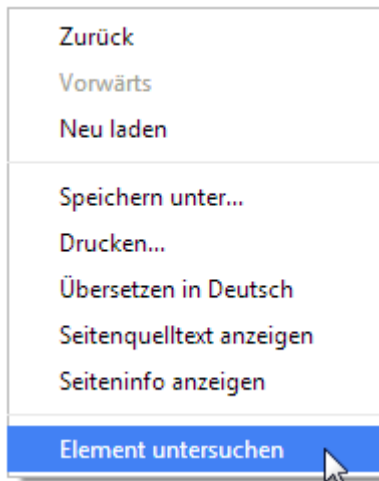 Zurück
Vorwärts
Neu laden
Speichern unter...
Drucken...
Übersetzen in Deutsch
Seitenquelltext anzeigen
Seiteninfo anzeigen
Element untersuchen